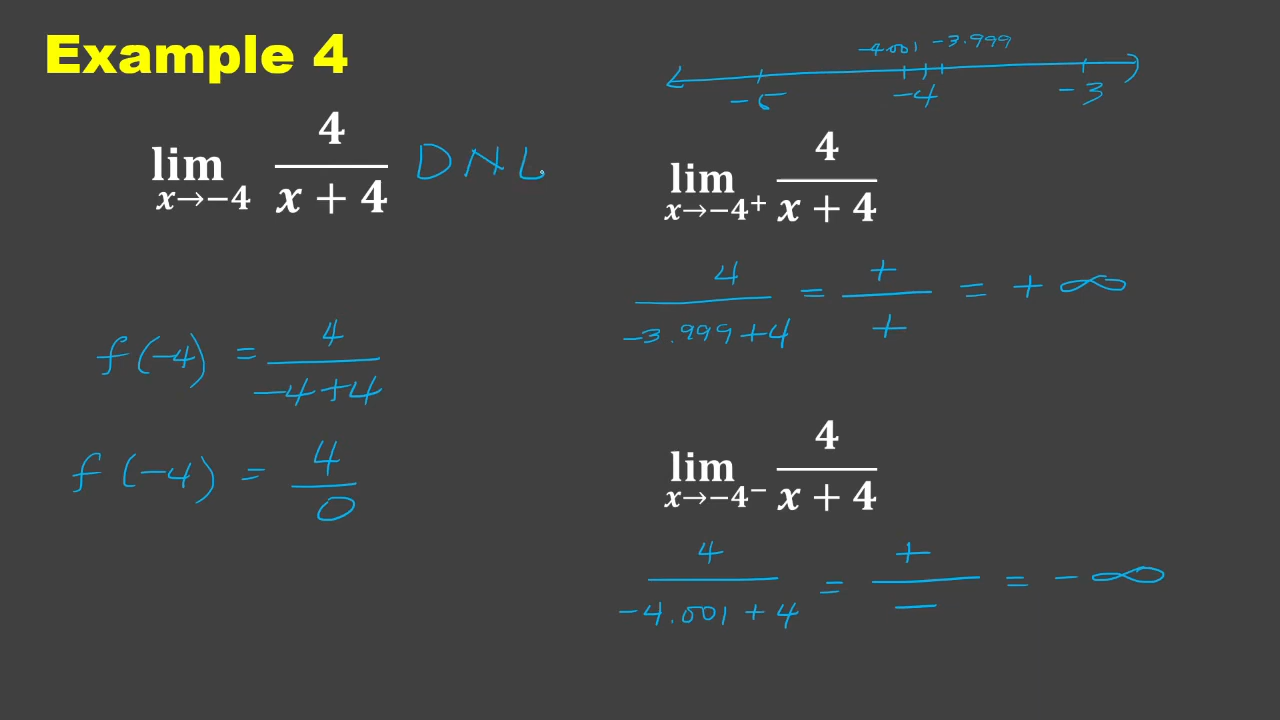 Example 4
lim x→−4 4/(x + 4) DNL
f(-4) = 4/(-4+4)
f(-4) = 4/0
-4.001 -3.999
-5 -4 -3
lim x→−4⁺ 4/(x + 4)
4/(-3.999+4) = +/+ = +∞
lim x→−4⁻ 4/(x + 4)
4/(-4.001+4) = +/− = -∞